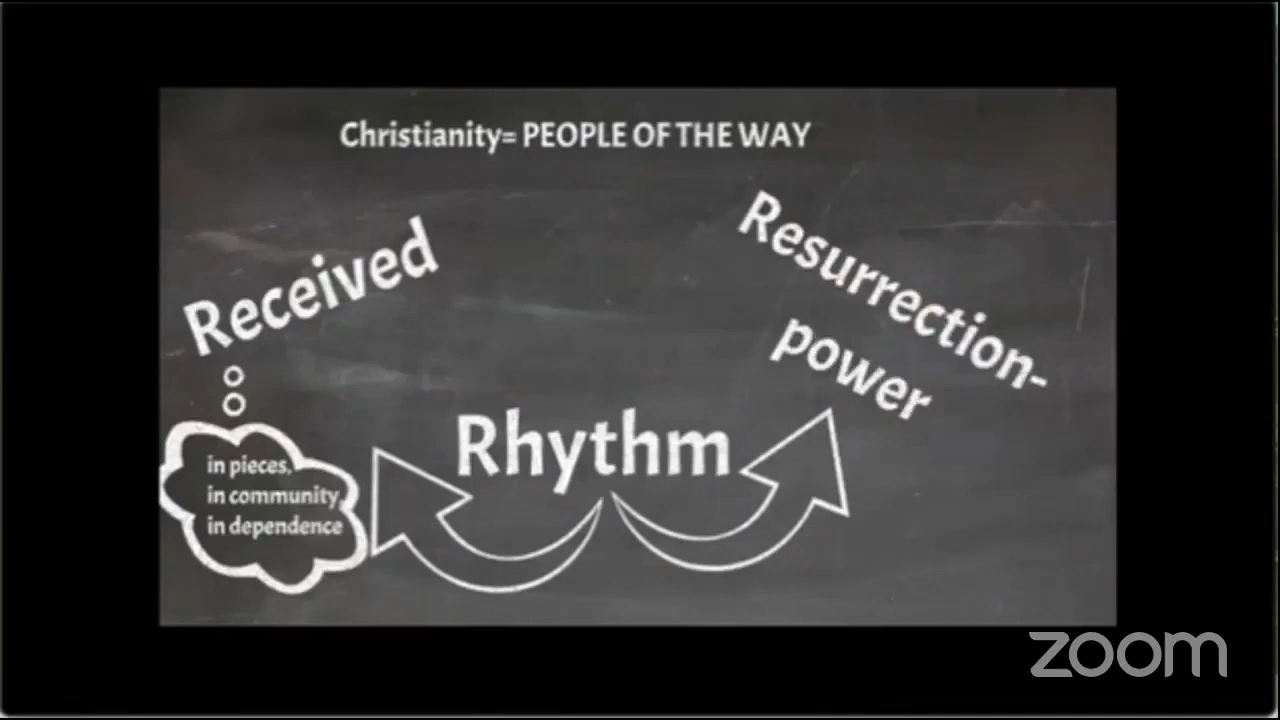 Christianity= PEOPLE OF THE WAY
Received
Resurrection-
power
Rhythm
in pieces,
in community,
in dependence
zoom